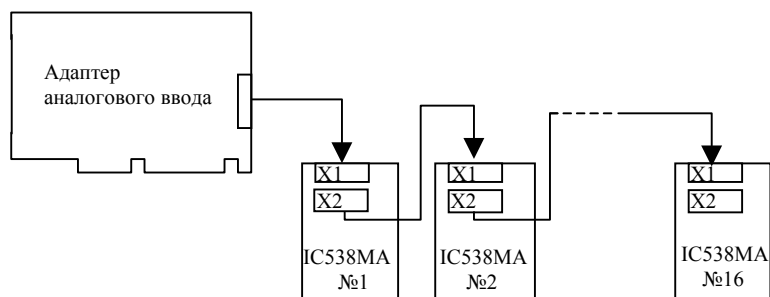 Адаптер
аналогового ввода
X1
X2
IC538MA
№1
X1
X2
IC538MA
№2
X1
X2
IC538MA
№16